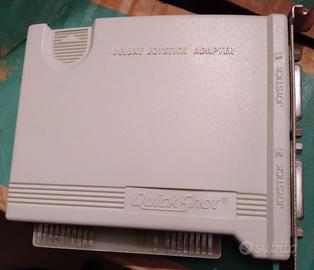 DELUXE JOYSTICK ADAPTER
JOYSTICK 1
JOYSTICK 2
QuickShot®
subito